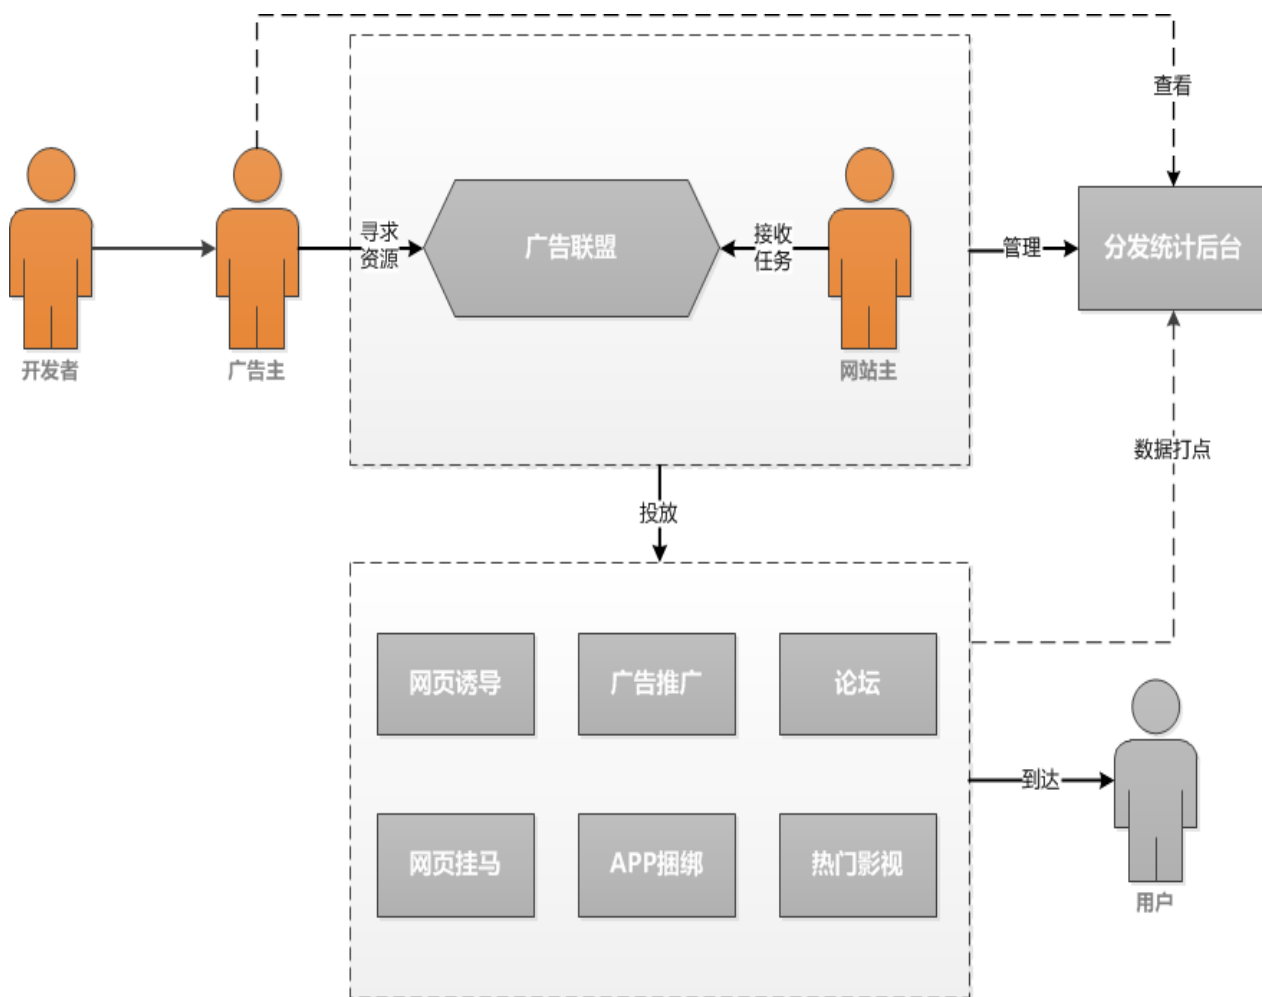 查看
寻求
资源
广告联盟
接收
任务
管理
分发统计后台
开发者
广告主
网站主
数据打点
投放
网页诱导
广告推广
论坛
到达
网页挂马
APP捆绑
热门影视
用户